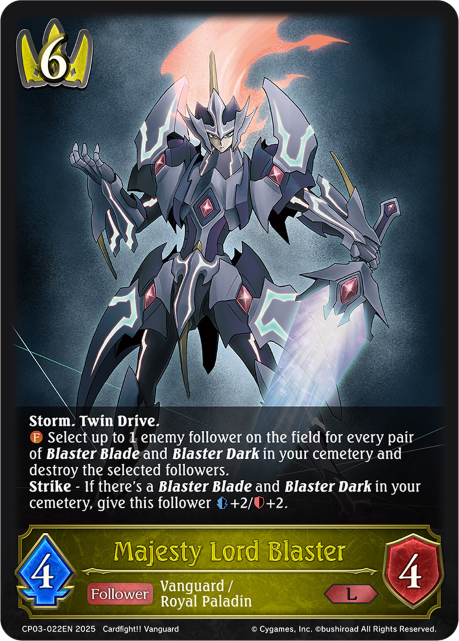 6
Storm. Twin Drive.
F Select up to 1 enemy follower on the field for every pair
of Blaster Blade and Blaster Dark in your cemetery and
destroy the selected followers.
Strike - If there's a Blaster Blade and Blaster Dark in your
cemetery, give this follower +2/+2.
Majesty Lord Blaster
4
Follower
Vanguard /
Royal Paladin
L
4
CP03-022EN 2025 Cardfight!! Vanguard
© Cygames, Inc. ©bushiroad All Rights Reserved.